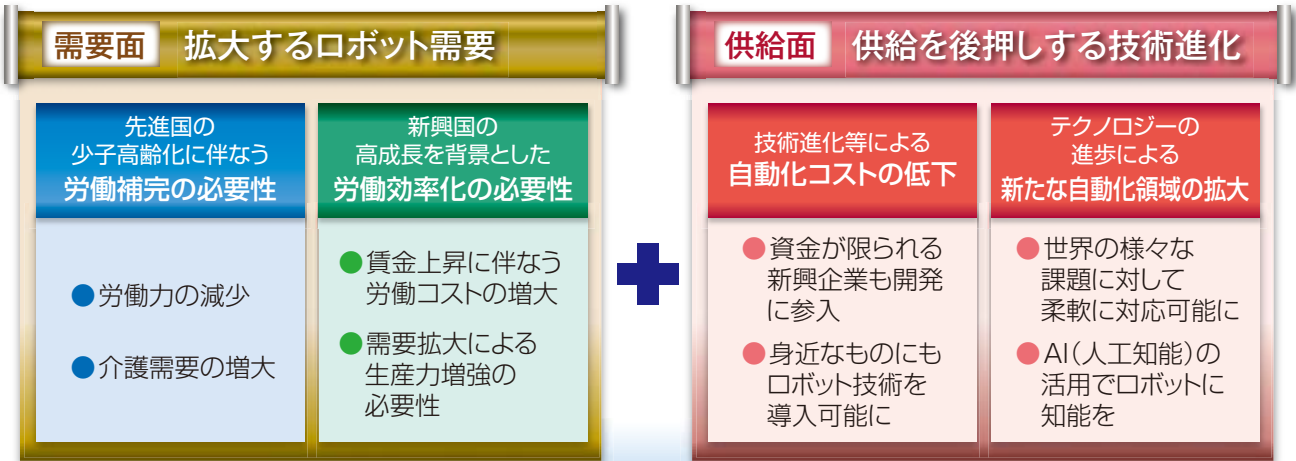 需要面 拡大するロボット需要
先進国の
少子高齢化に伴なう
労働補完の必要性
●労働力の減少
●介護需要の増大
新興国の
高成長を背景とした
労働効率化の必要性
●賃金上昇に伴なう
労働コストの増大
●需要拡大による
生産力増強の
必要性
供給面 供給を後押しする技術進化
技術進化等による
自動化コストの低下
●資金が限られる
新興企業も開発
に参入
●身近なものにも
ロボット技術を
導入可能に
テクノロジーの
進歩による
新たな自動化領域の拡大
●世界の様々な
課題に対して
柔軟に対応可能に
●AI（人工知能）の
活用でロボットに
知能を